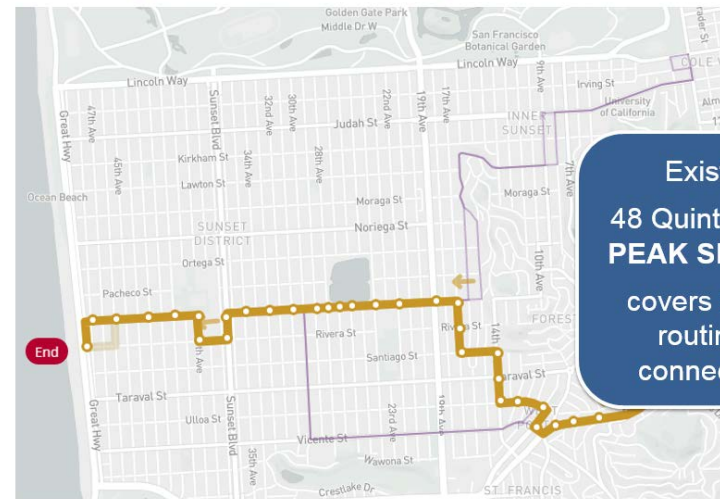 Golden Gate Park
Middle Dr W
San Francisco
Botanical Garden
Lincoln Way
Lincoln Way
COLE V
Great Hwy
47th Ave
45th Ave
Sunset Blvd
34th Ave
32nd Ave
30th Ave
28th Ave
22nd Ave
19th Ave
17th Ave
9th Ave
7th Ave
Irving St
University
of California
Judah St
INNER
SUNSET
Kirkham St
Lawton St
Ocean Beach
Moraga St
Moraga St
Noriega St
SUNSET
DISTRICT
Ortega St
10th Ave
Pacheco St
FOREST
Rivera St
14th
End
Santiago St
Taraval St
Ulloa St
Great Hwy
Sunset Blvd
35th Ave
23rd Ave
19th Ave
Vicente St
Wawona St
Crestlake Dr
ST. FRANCIS
Exis
48 Quint
PEAK S
covers
routin
connec